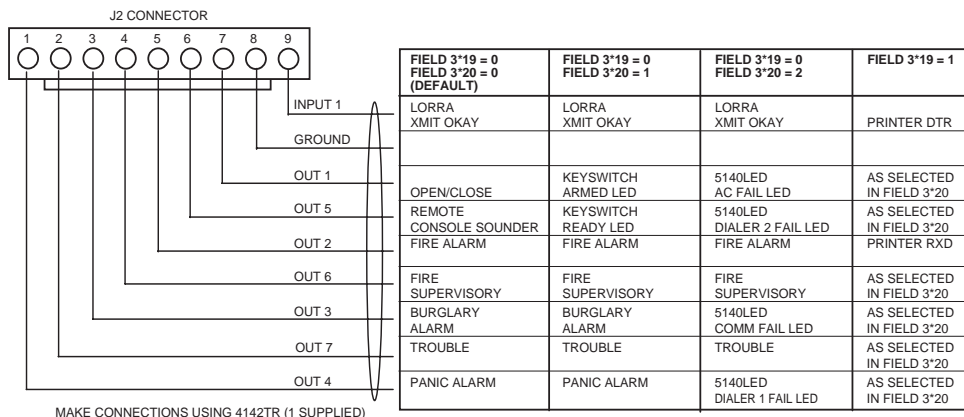 J2 CONNECTOR
1 2 3 4 5 6 7 8 9
FIELD 3*19 = 0 FIELD 3*19 = 0 FIELD 3*19 = 0 FIELD 3*19 = 1
FIELD 3*20 = 0 FIELD 3*20 = 1 FIELD 3*20 = 2
(DEFAULT)
INPUT 1 LORRA LORRA LORRA
XMIT OKAY XMIT OKAY XMIT OKAY PRINTER DTR
GROUND
OUT 1 KEYSWITCH 5140LED AS SELECTED
OPEN/CLOSE ARMED LED AC FAIL LED IN FIELD 3*20
OUT 5 REMOTE KEYSWITCH 5140LED AS SELECTED
CONSOLE SOUNDER READY LED DIALER 2 FAIL LED IN FIELD 3*20
OUT 2 FIRE ALARM FIRE ALARM FIRE ALARM PRINTER RXD
OUT 6 FIRE FIRE FIRE AS SELECTED
SUPERVISORY SUPERVISORY SUPERVISORY IN FIELD 3*20
OUT 3 BURGLARY BURGLARY 5140LED AS SELECTED
ALARM ALARM COMM FAIL LED IN FIELD 3*20
OUT 7 TROUBLE TROUBLE TROUBLE AS SELECTED
IN FIELD 3*20
OUT 4 PANIC ALARM PANIC ALARM 5140LED AS SELECTED
DIALER 1 FAIL LED IN FIELD 3*20
MAKE CONNECTIONS USING 4142TR (1 SUPPLIED)